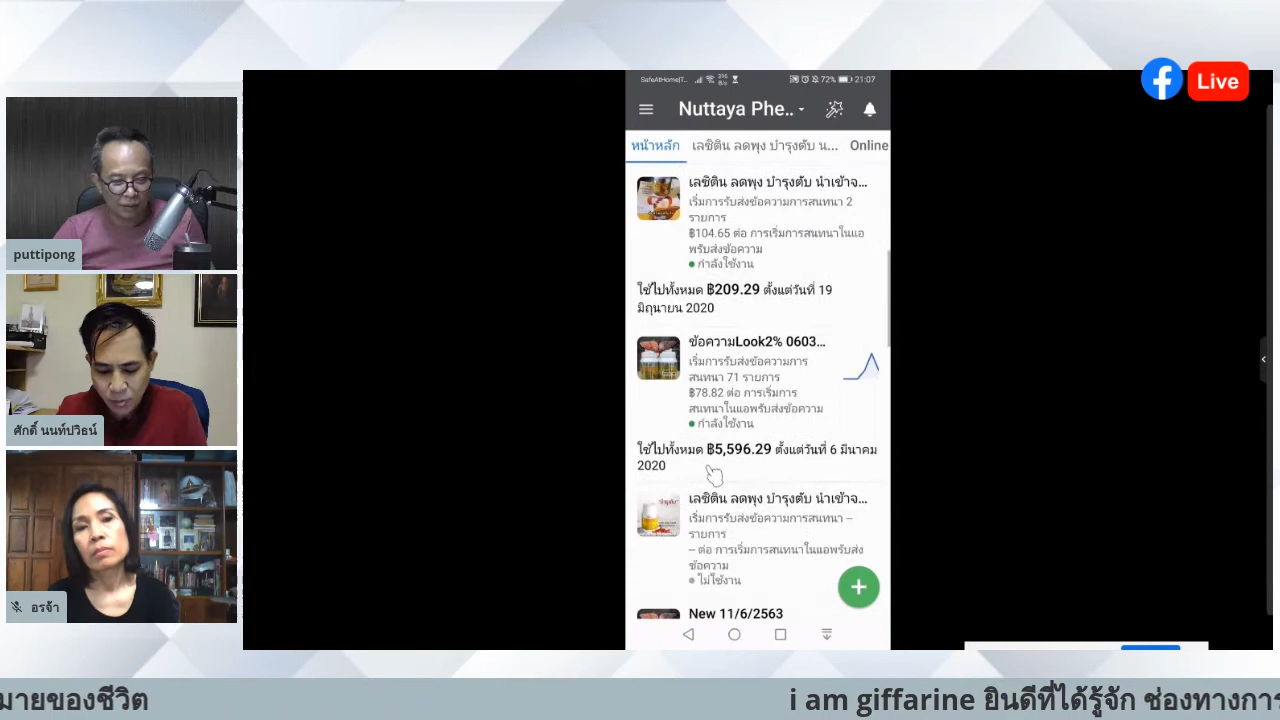 Live
puttipong
ศักดิ์ นนท์ปวิธน์
อรจ้า
21:07
72%
Nuttaya Phe..
หน้าหลัก
เลซิติน ลดพุง บำรุงตับ น...
Online
เลซิติน ลดพุง บำรุงตับ นำเข้าจ...
เริ่มการรับส่งข้อความการสนทนา 2
รายการ
฿104.65 ต่อ การเริ่มการสนทนาในแอ
พรับส่งข้อความ
กำลังใช้งาน
ใช้ไปทั้งหมด ฿209.29 ตั้งแต่วันที่ 19
มิถุนายน 2020
ข้อความLook2% 0603...
เริ่มการรับส่งข้อความการ
สนทนา 71 รายการ
฿78.82 ต่อ การเริ่มการ
สนทนาในแอพรับส่งข้อความ
กำลังใช้งาน
ใช้ไปทั้งหมด ฿5,596.29 ตั้งแต่วันที่ 6 มีนาคม
2020
เลซิติน ลดพุง บำรุงตับ นำเข้าจ...
เริ่มการรับส่งข้อความการสนทนา --
รายการ
-- ต่อ การเริ่มการสนทนาในแอพรับส่ง
ข้อความ
ไม่ใช้งาน
New 11/6/2563
มายของชีวิต
i am giffarine ยินดีที่ได้รู้จัก ช่องทางการ